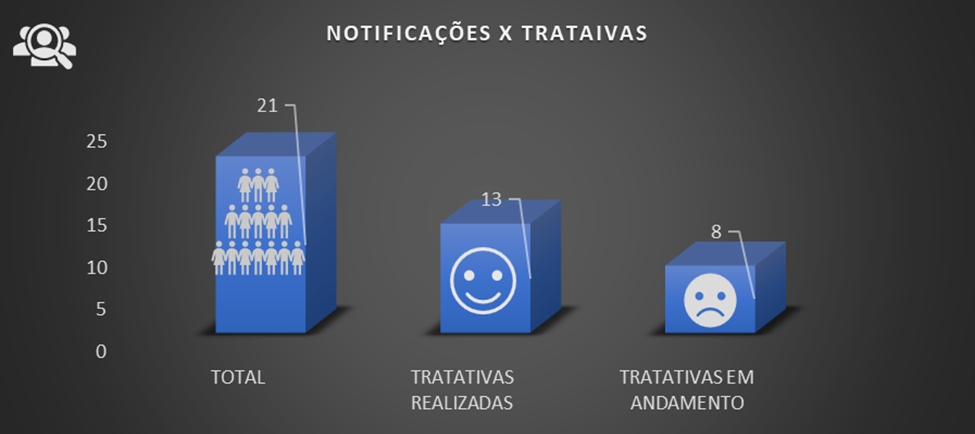 NOTIFICAÇÕES X TRATAIVAS
21
25
20
15
10
5
0
13
8
TOTAL
TRATATIVAS
REALIZADAS
TRATATIVAS EM
ANDAMENTO